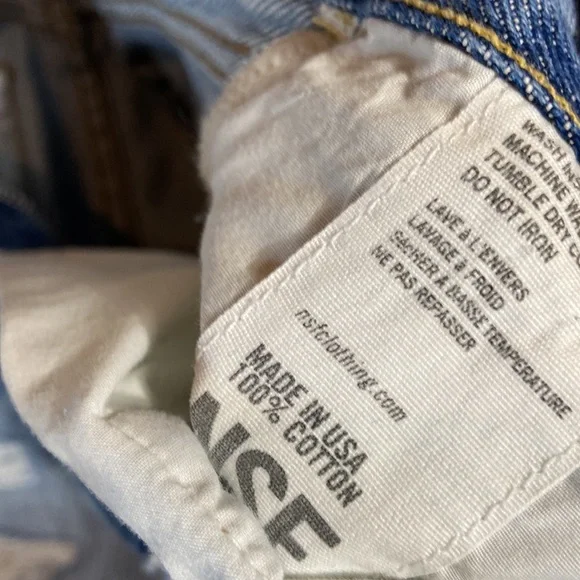 WASH
MACHINE
TUMBLE DRY
DO NOT IRON
LAVE À L'ENVERS
LAVAGE À FROID
SÀCHER À BASSE TEMPERATURE
NE PAS REPASSER
nsfclothing.com
MADE IN USA
100% COTTON
NSF